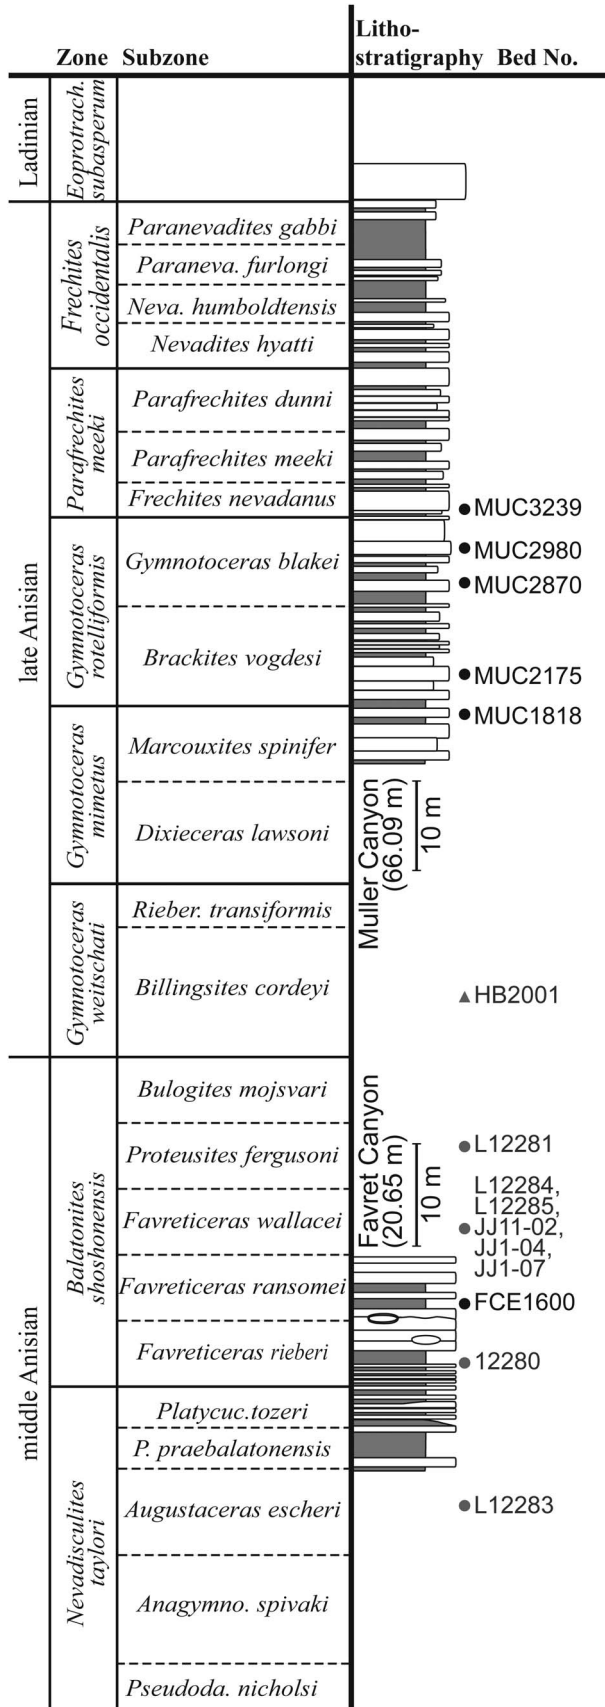 Litho-
Zone Subzone stratigraphy Bed No.
Ladinian
Eoprotrach.
subasperum
late Anisian
Frechites
occidentalis
Paranevadites gabbi
Paraneva. furlongi
Neva. humboldtensis
Nevadites hyatti
Parafrechites
meeki
Parafrechites dunni
Parafrechites meeki
Frechites nevadanus
MUC3239
Gymnotoceras
rotelliformis
Gymnotoceras blakei
MUC2980
MUC2870
Brackites vogdesi
MUC2175
MUC1818
Gymnotoceras
mimetus
Marcouxites spinifer
Dixieceras lawsoni
Muller Canyon
(66.09 m)
10 m
Gymnotoceras
weitschati
Rieber. transiformis
Billingsites cordeyi
HB2001
middle Anisian
Balatonites
shoshonensis
Bulogites mojsvari
Proteusites fergusoni
Favreticeras wallacei
Favreticeras ransomei
Favreticeras rieberi
Favret Canyon
(20.65 m)
10 m
L12281
L12284,
L12285,
JJ11-02,
JJ1-04,
JJ1-07
FCE1600
12280
Nevadisculites
taylori
Platycuc.tozeri
P. praebalatonensis
Augustaceras escheri
L12283
Anagymno. spivaki
Pseudoda. nicholsi